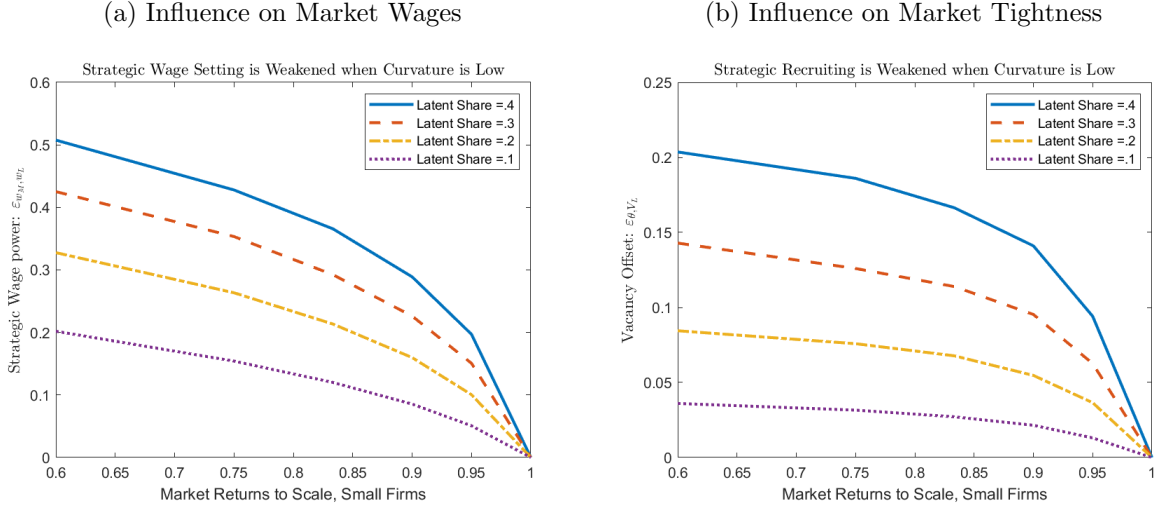 (a) Influence on Market Wages
Strategic Wage Setting is Weakened when Curvature is Low
0.6
0.5
0.4
0.3
0.2
0.1
0
Strategic Wage power: ε_{w_M,w_L}
Latent Share =.4
Latent Share =.3
Latent Share =.2
Latent Share =.1
0.6 0.65 0.7 0.75 0.8 0.85 0.9 0.95 1
Market Returns to Scale, Small Firms
(b) Influence on Market Tightness
Strategic Recruiting is Weakened when Curvature is Low
0.25
0.2
0.15
0.1
0.05
0
Vacancy Offset: ε_{θ,V_L}
Latent Share =.4
Latent Share =.3
Latent Share =.2
Latent Share =.1
0.6 0.65 0.7 0.75 0.8 0.85 0.9 0.95 1
Market Returns to Scale, Small Firms